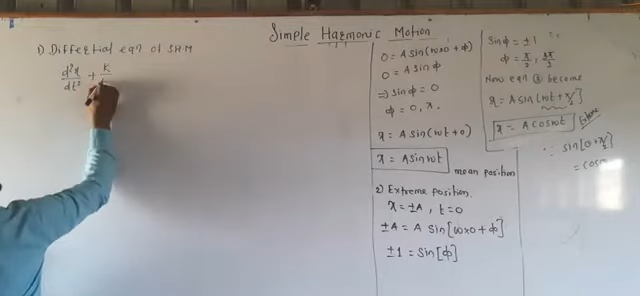 Simple Harmonic Motion
1) Differential eqn of S.H.M
d²x/dt² + K/
0 = A sin(ω×0 + φ)
0 = A sin φ
⇒ sin φ = 0
φ = 0, π.
x = A sin(ωt + 0)
x = A sin ωt
mean position
2) Extreme position.
x = ±A, t = 0
±A = A sin[ω×0 + φ]
±1 = sin[φ]
sin φ = ±1
φ = π/2, 3π/2
Now eqn ③ become
x = A sin[ωt + π/2]
x = A cos ωt
∵ sin[θ + π/2]
= cos